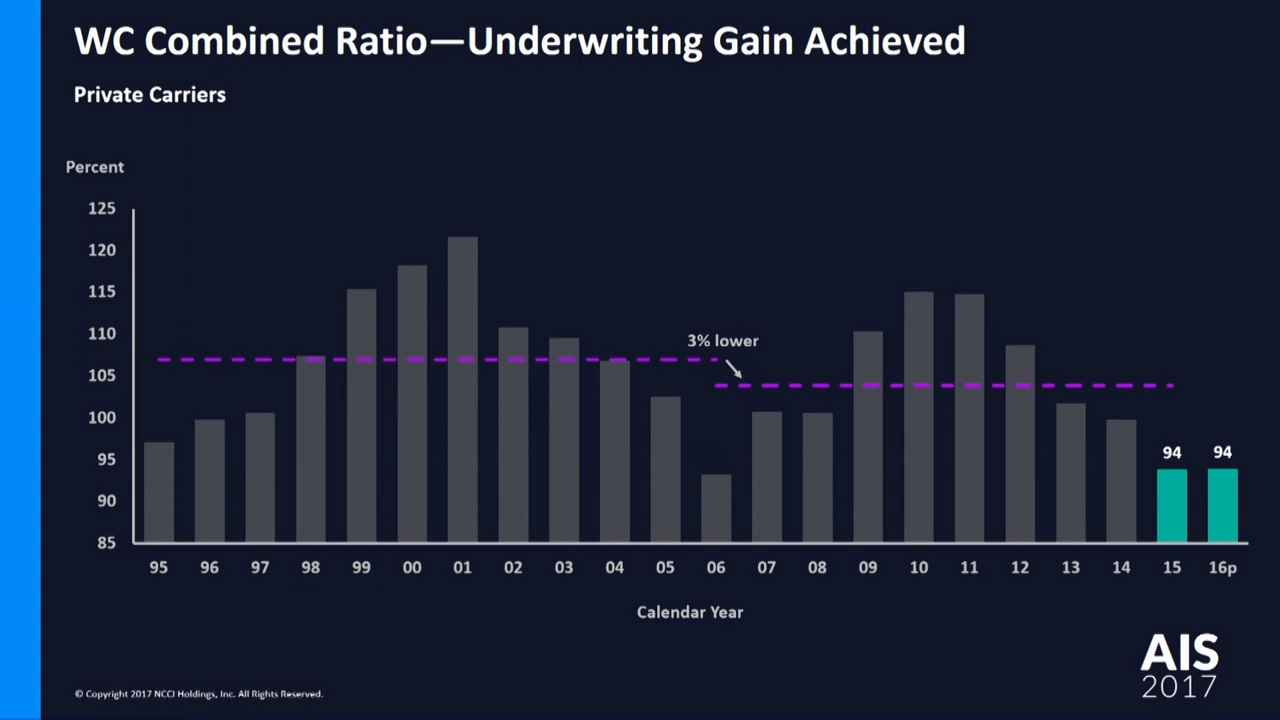 WC Combined Ratio—Underwriting Gain Achieved
Private Carriers
Percent
125
120
115
110
105
100
95
90
85
3% lower
94 94
95 96 97 98 99 00 01 02 03 04 05 06 07 08 09 10 11 12 13 14 15 16p
Calendar Year
AIS
2017
© Copyright 2017 NCCI Holdings, Inc. All Rights Reserved.